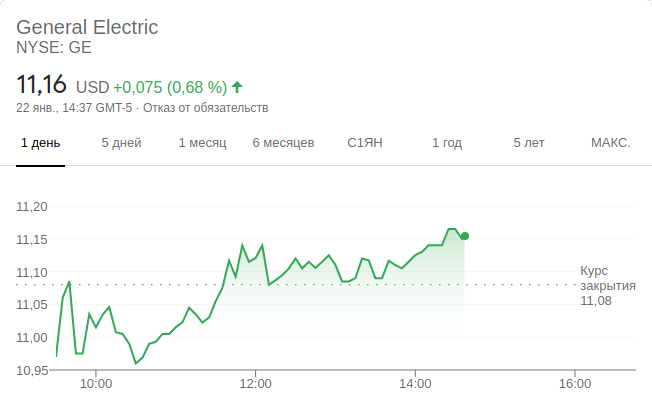 General Electric
NYSE: GE
11,16 USD +0,075 (0,68 %)
22 янв., 14:37 GMT-5 · Отказ от обязательств
1 день 5 дней 1 месяц 6 месяцев С1ЯН 1 год 5 лет МАКС.
11,20
11,15
11,10
11,05
11,00
10,95
Курс
закрытия
11,08
10:00 12:00 14:00 16:00